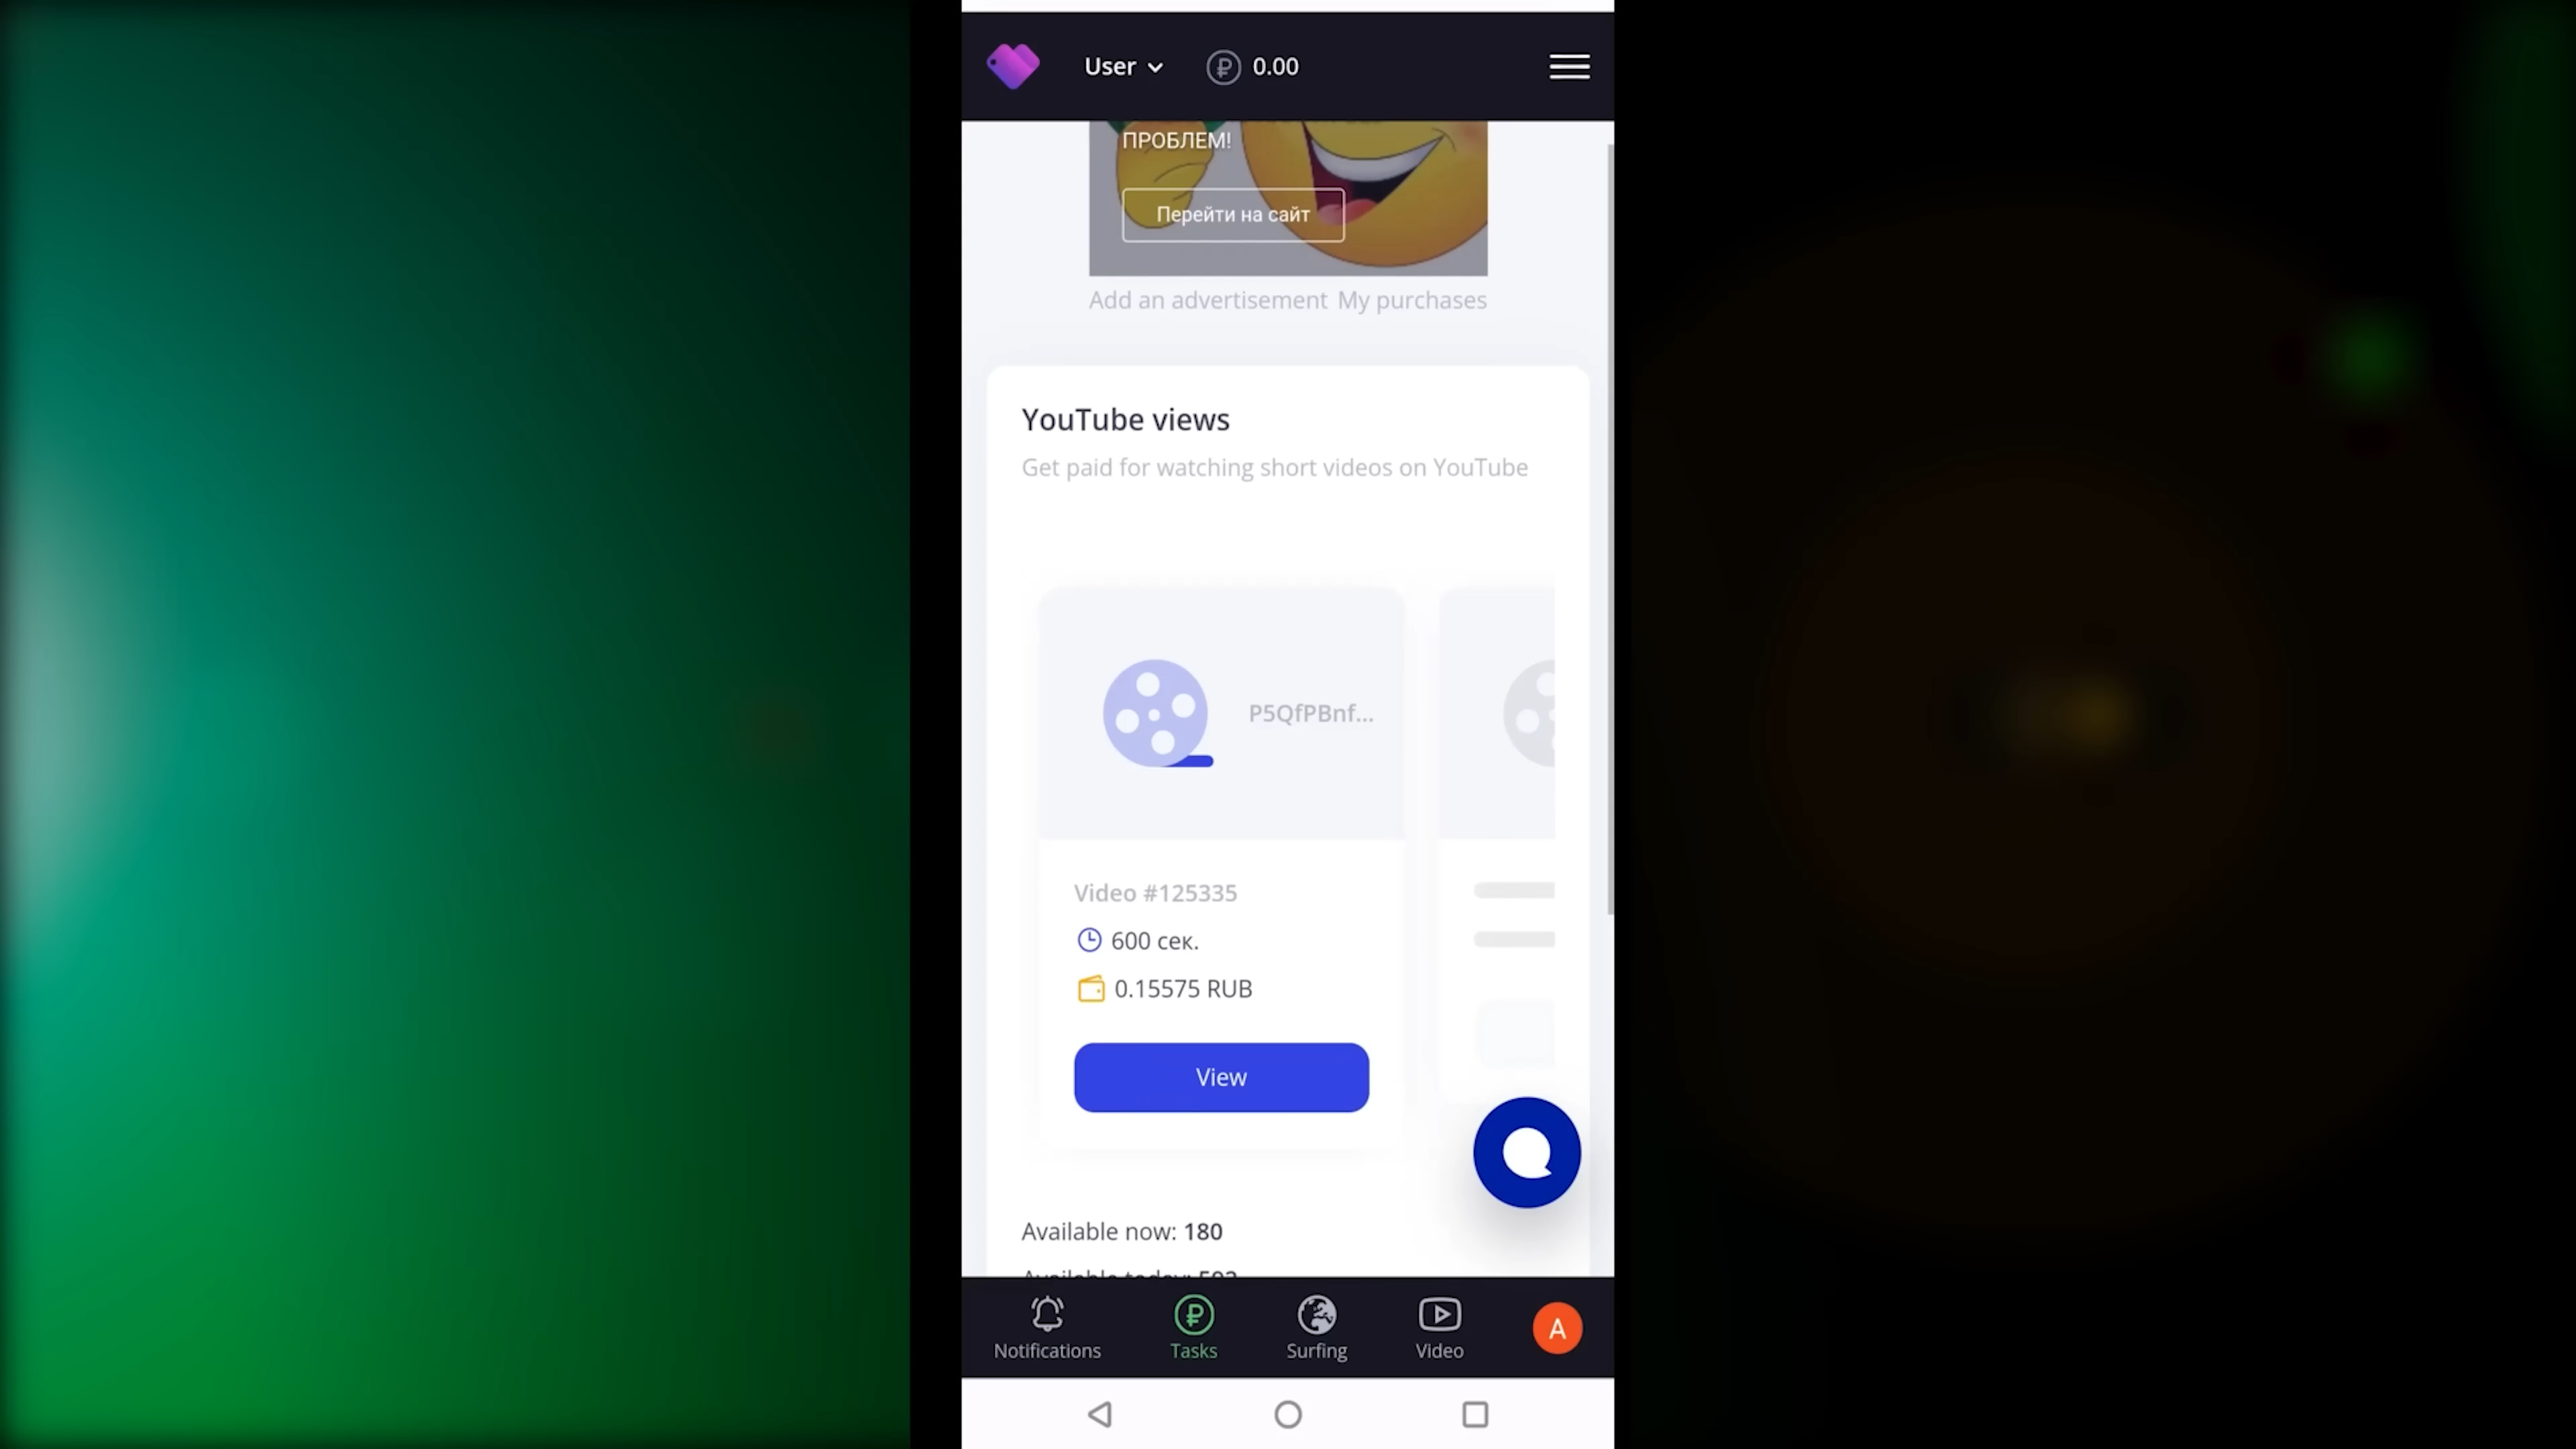 User
0.00
ПРОБЛЕМ!
Перейти на сайт
Add an advertisement My purchases
YouTube views
Get paid for watching short videos on YouTube
P5QfPBnf...
Video #125335
600 сек.
0.15575 RUB
View
Available now: 180
Available today:
Notifications
Tasks
Surfing
Video
A